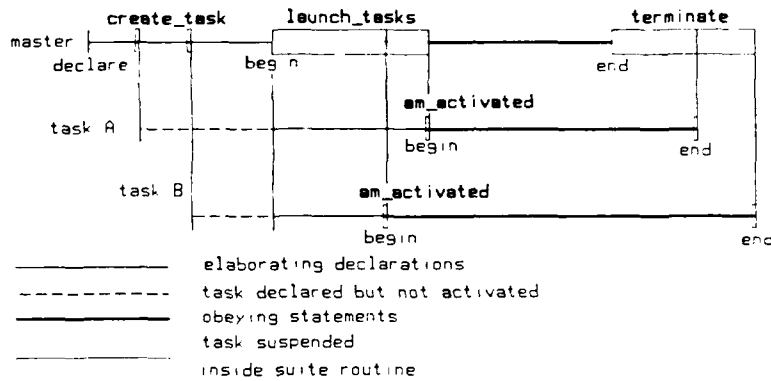 create_task launch_tasks terminate
master
declare begin end
am_activated
task A
begin end
task B am_activated
begin end
elaborating declarations
task declared but not activated
obeying statements
task suspended
inside suite routine